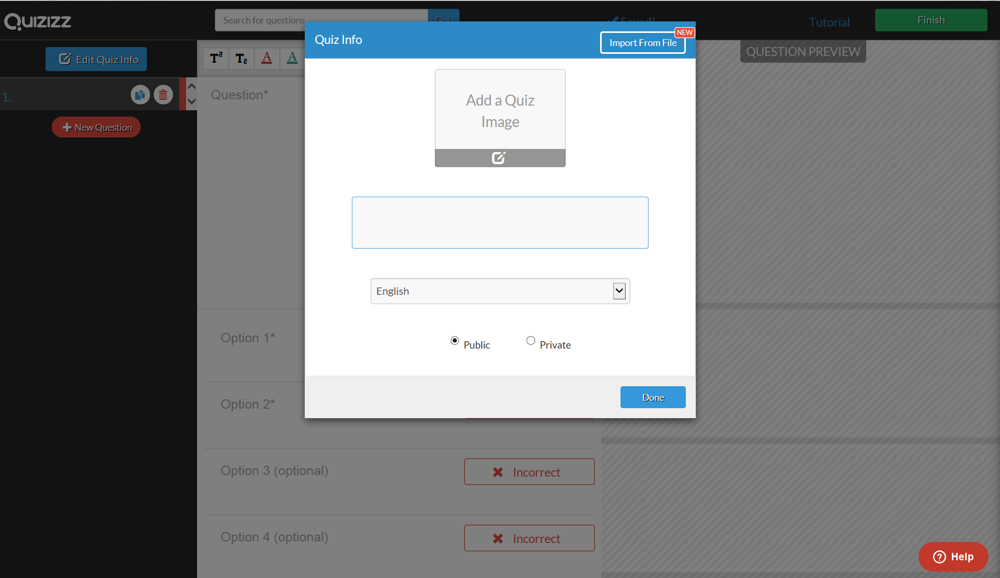 QUIZIZZ
Search for questions
Go!
Saved!
Tutorial
Finish
Quiz Info
NEW
Import From File
QUESTION PREVIEW
Edit Quiz Info
T² T₂ A A
1.
Question*
New Question
Add a Quiz
Image
English
Public
Private
Option 1*
Done
Option 2*
Option 3 (optional)
Incorrect
Option 4 (optional)
Incorrect
? Help